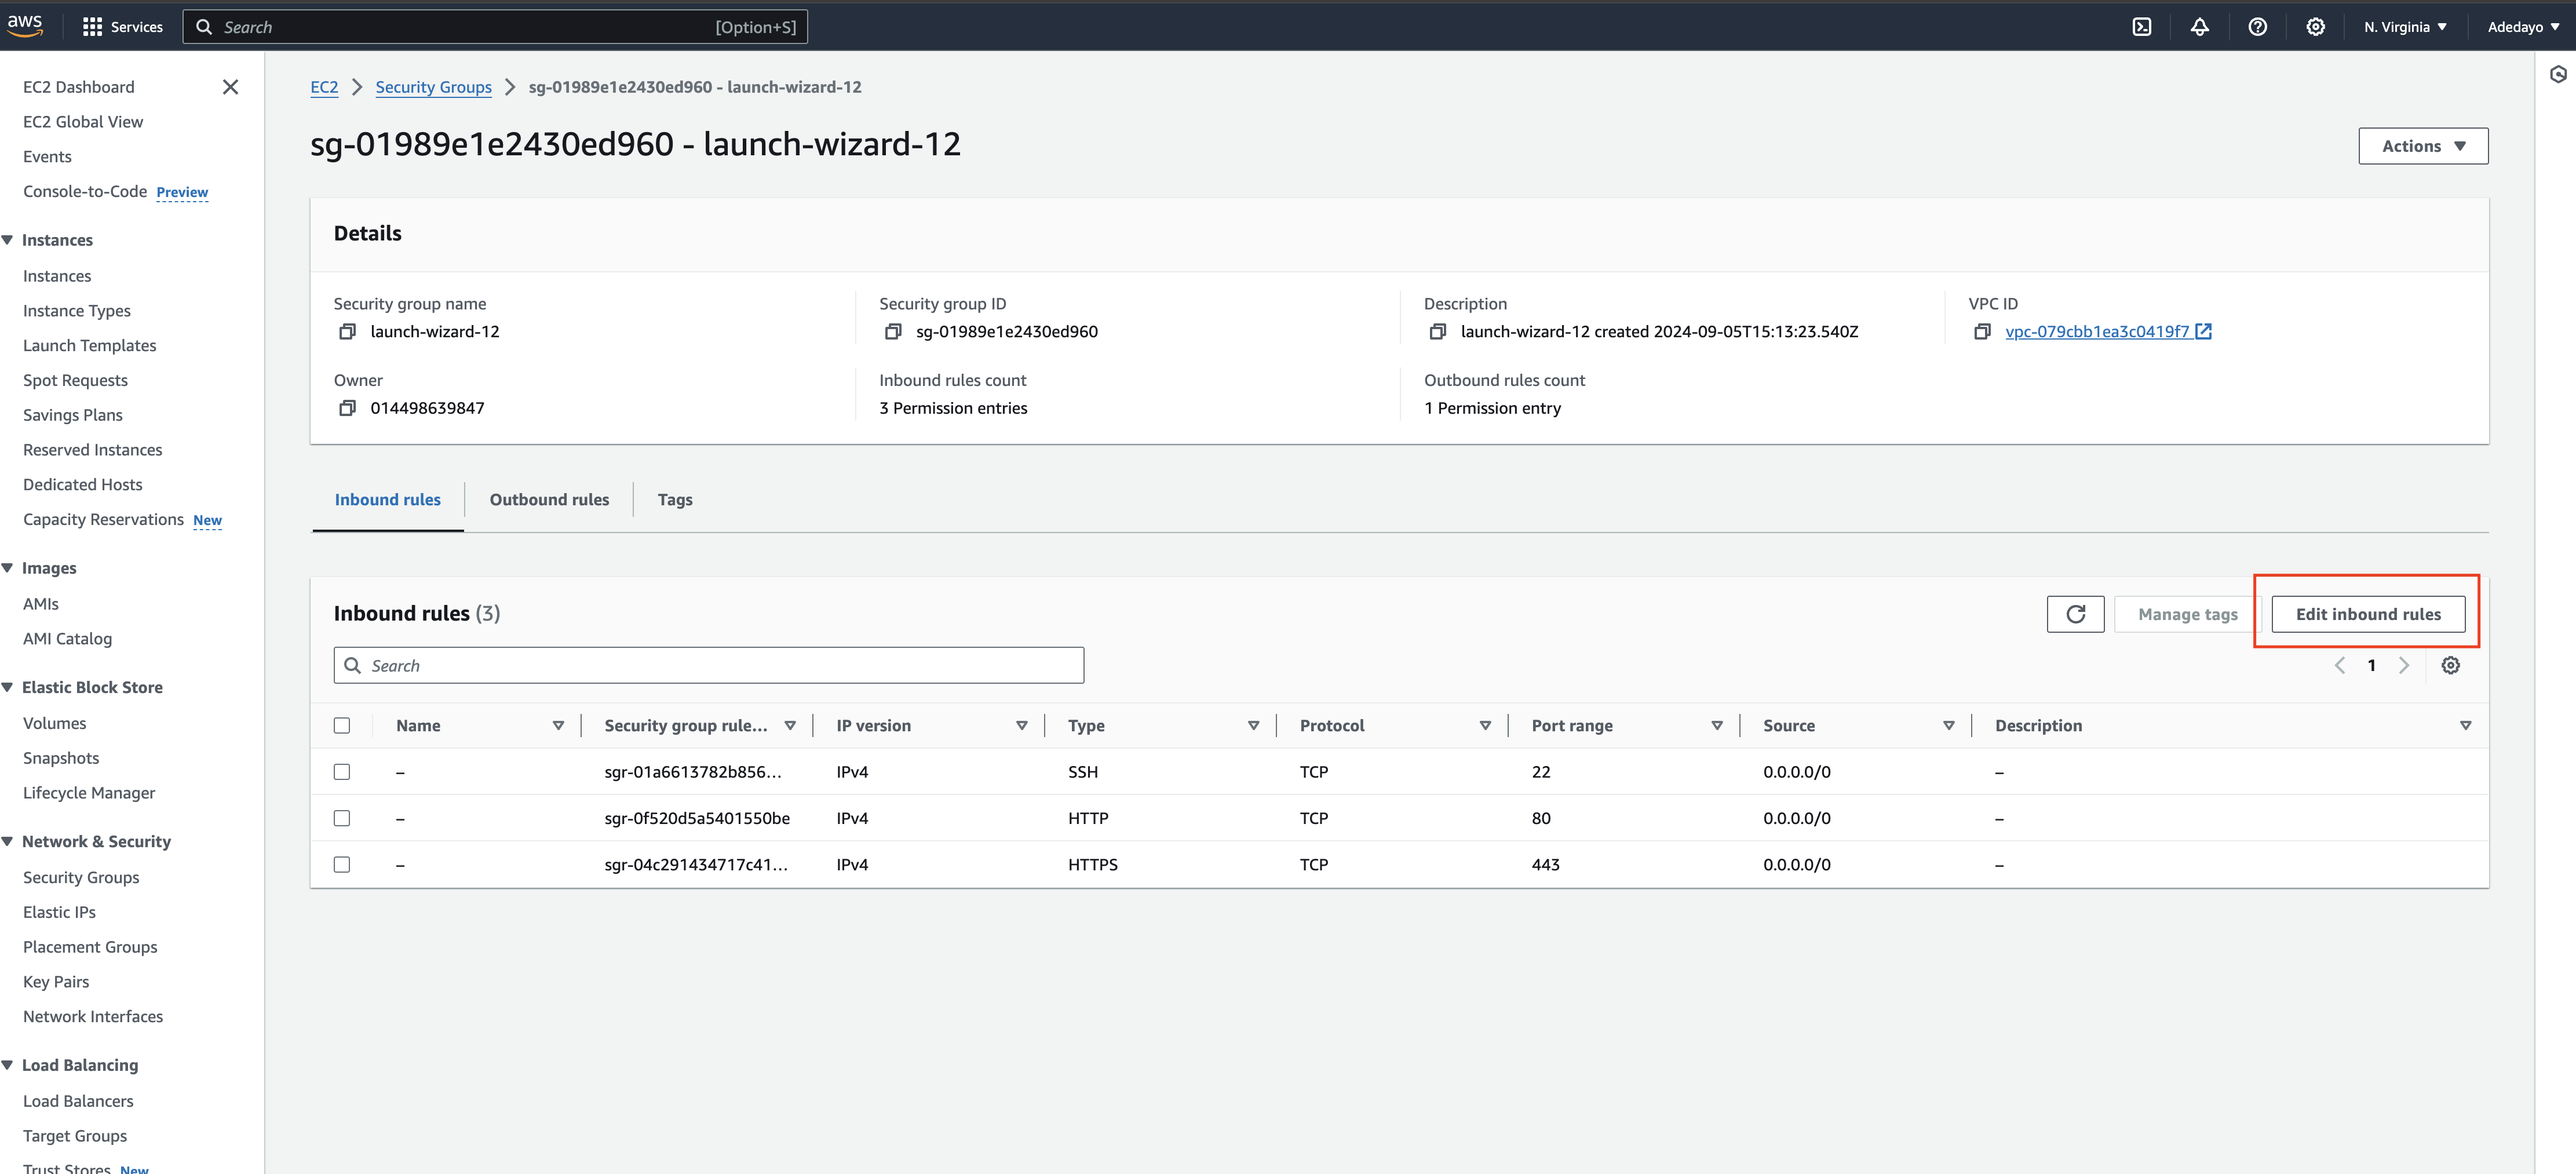 aws
Services
Search
[Option+S]
N. Virginia
Adedayo
EC2 Dashboard
EC2 Global View
Events
Console-to-Code Preview
Instances
Instances
Instance Types
Launch Templates
Spot Requests
Savings Plans
Reserved Instances
Dedicated Hosts
Capacity Reservations New
Images
AMIs
AMI Catalog
Elastic Block Store
Volumes
Snapshots
Lifecycle Manager
Network & Security
Security Groups
Elastic IPs
Placement Groups
Key Pairs
Network Interfaces
Load Balancing
Load Balancers
Target Groups
Trust Stores New
EC2 > Security Groups > sg-01989e1e2430ed960 - launch-wizard-12
sg-01989e1e2430ed960 - launch-wizard-12
Actions
Details
Security group name
launch-wizard-12
Security group ID
sg-01989e1e2430ed960
Description
launch-wizard-12 created 2024-09-05T15:13:23.540Z
VPC ID
vpc-079cbb1ea3c0419f7
Owner
014498639847
Inbound rules count
3 Permission entries
Outbound rules count
1 Permission entry
Inbound rules
Outbound rules
Tags
Inbound rules (3)
Manage tags
Edit inbound rules
Search
1
Name Security group rule... IP version Type Protocol Port range Source Description
– sgr-01a6613782b856... IPv4 SSH TCP 22 0.0.0.0/0 –
– sgr-0f520d5a5401550be IPv4 HTTP TCP 80 0.0.0.0/0 –
– sgr-04c291434717c41... IPv4 HTTPS TCP 443 0.0.0.0/0 –